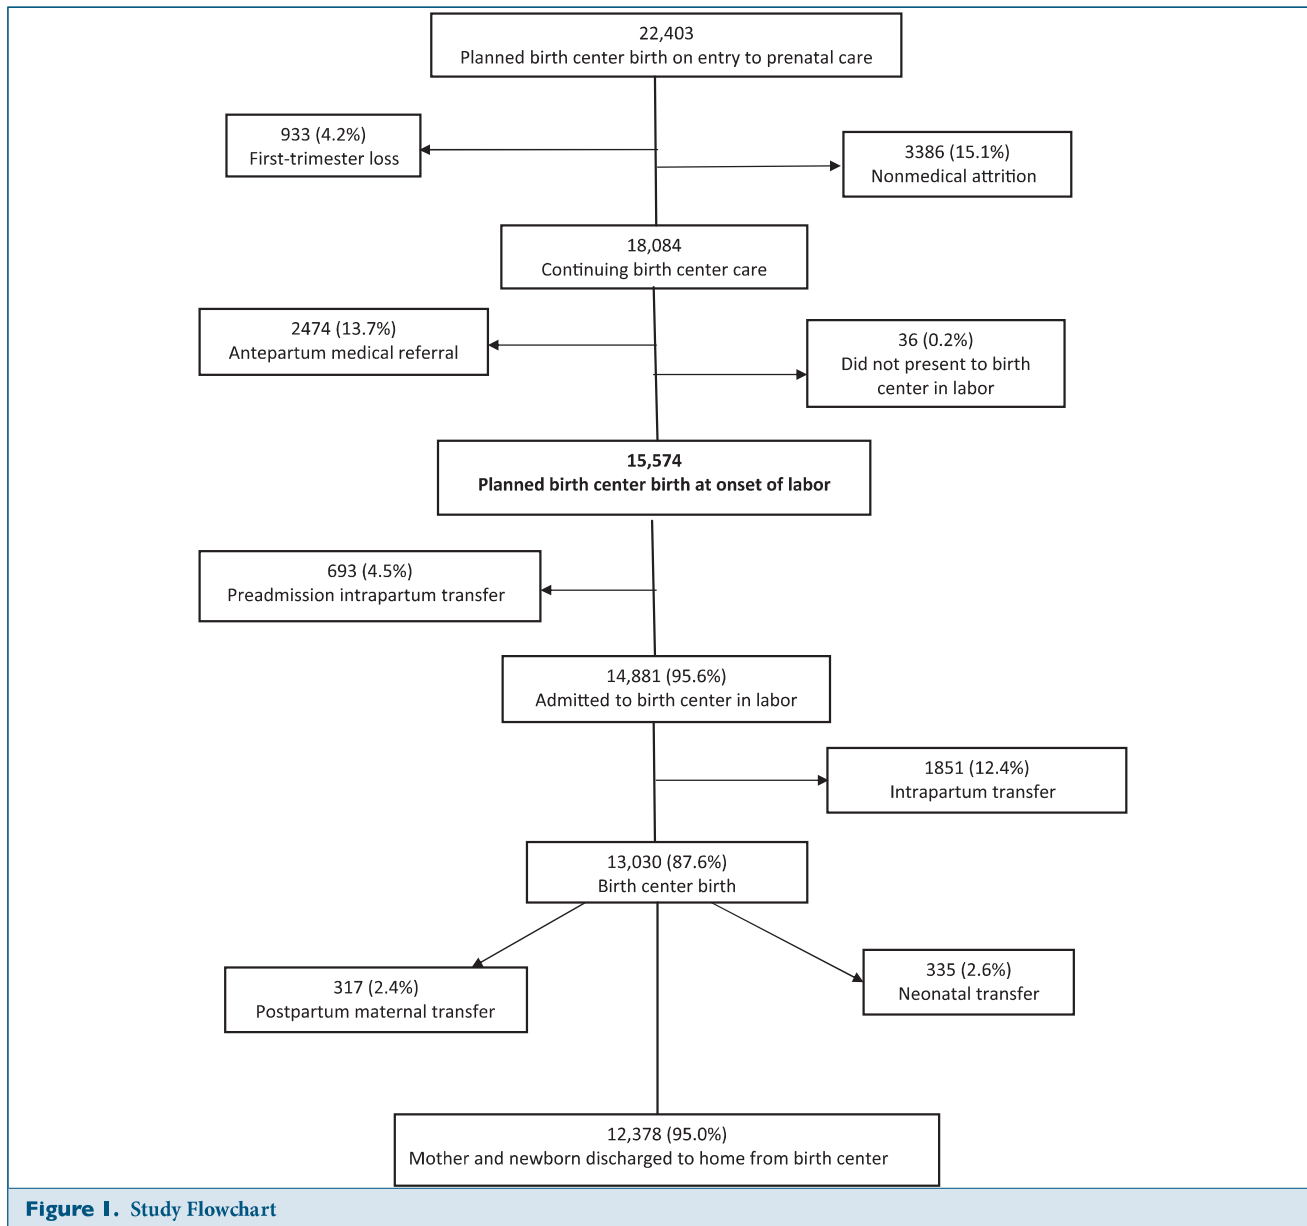 22,403
Planned birth center birth on entry to prenatal care
933 (4.2%)
First-trimester loss
3386 (15.1%)
Nonmedical attrition
18,084
Continuing birth center care
2474 (13.7%)
Antepartum medical referral
36 (0.2%)
Did not present to birth
center in labor
15,574
Planned birth center birth at onset of labor
693 (4.5%)
Preadmission intrapartum transfer
14,881 (95.6%)
Admitted to birth center in labor
1851 (12.4%)
Intrapartum transfer
13,030 (87.6%)
Birth center birth
317 (2.4%)
Postpartum maternal transfer
335 (2.6%)
Neonatal transfer
12,378 (95.0%)
Mother and newborn discharged to home from birth center
Figure 1. Study Flowchart